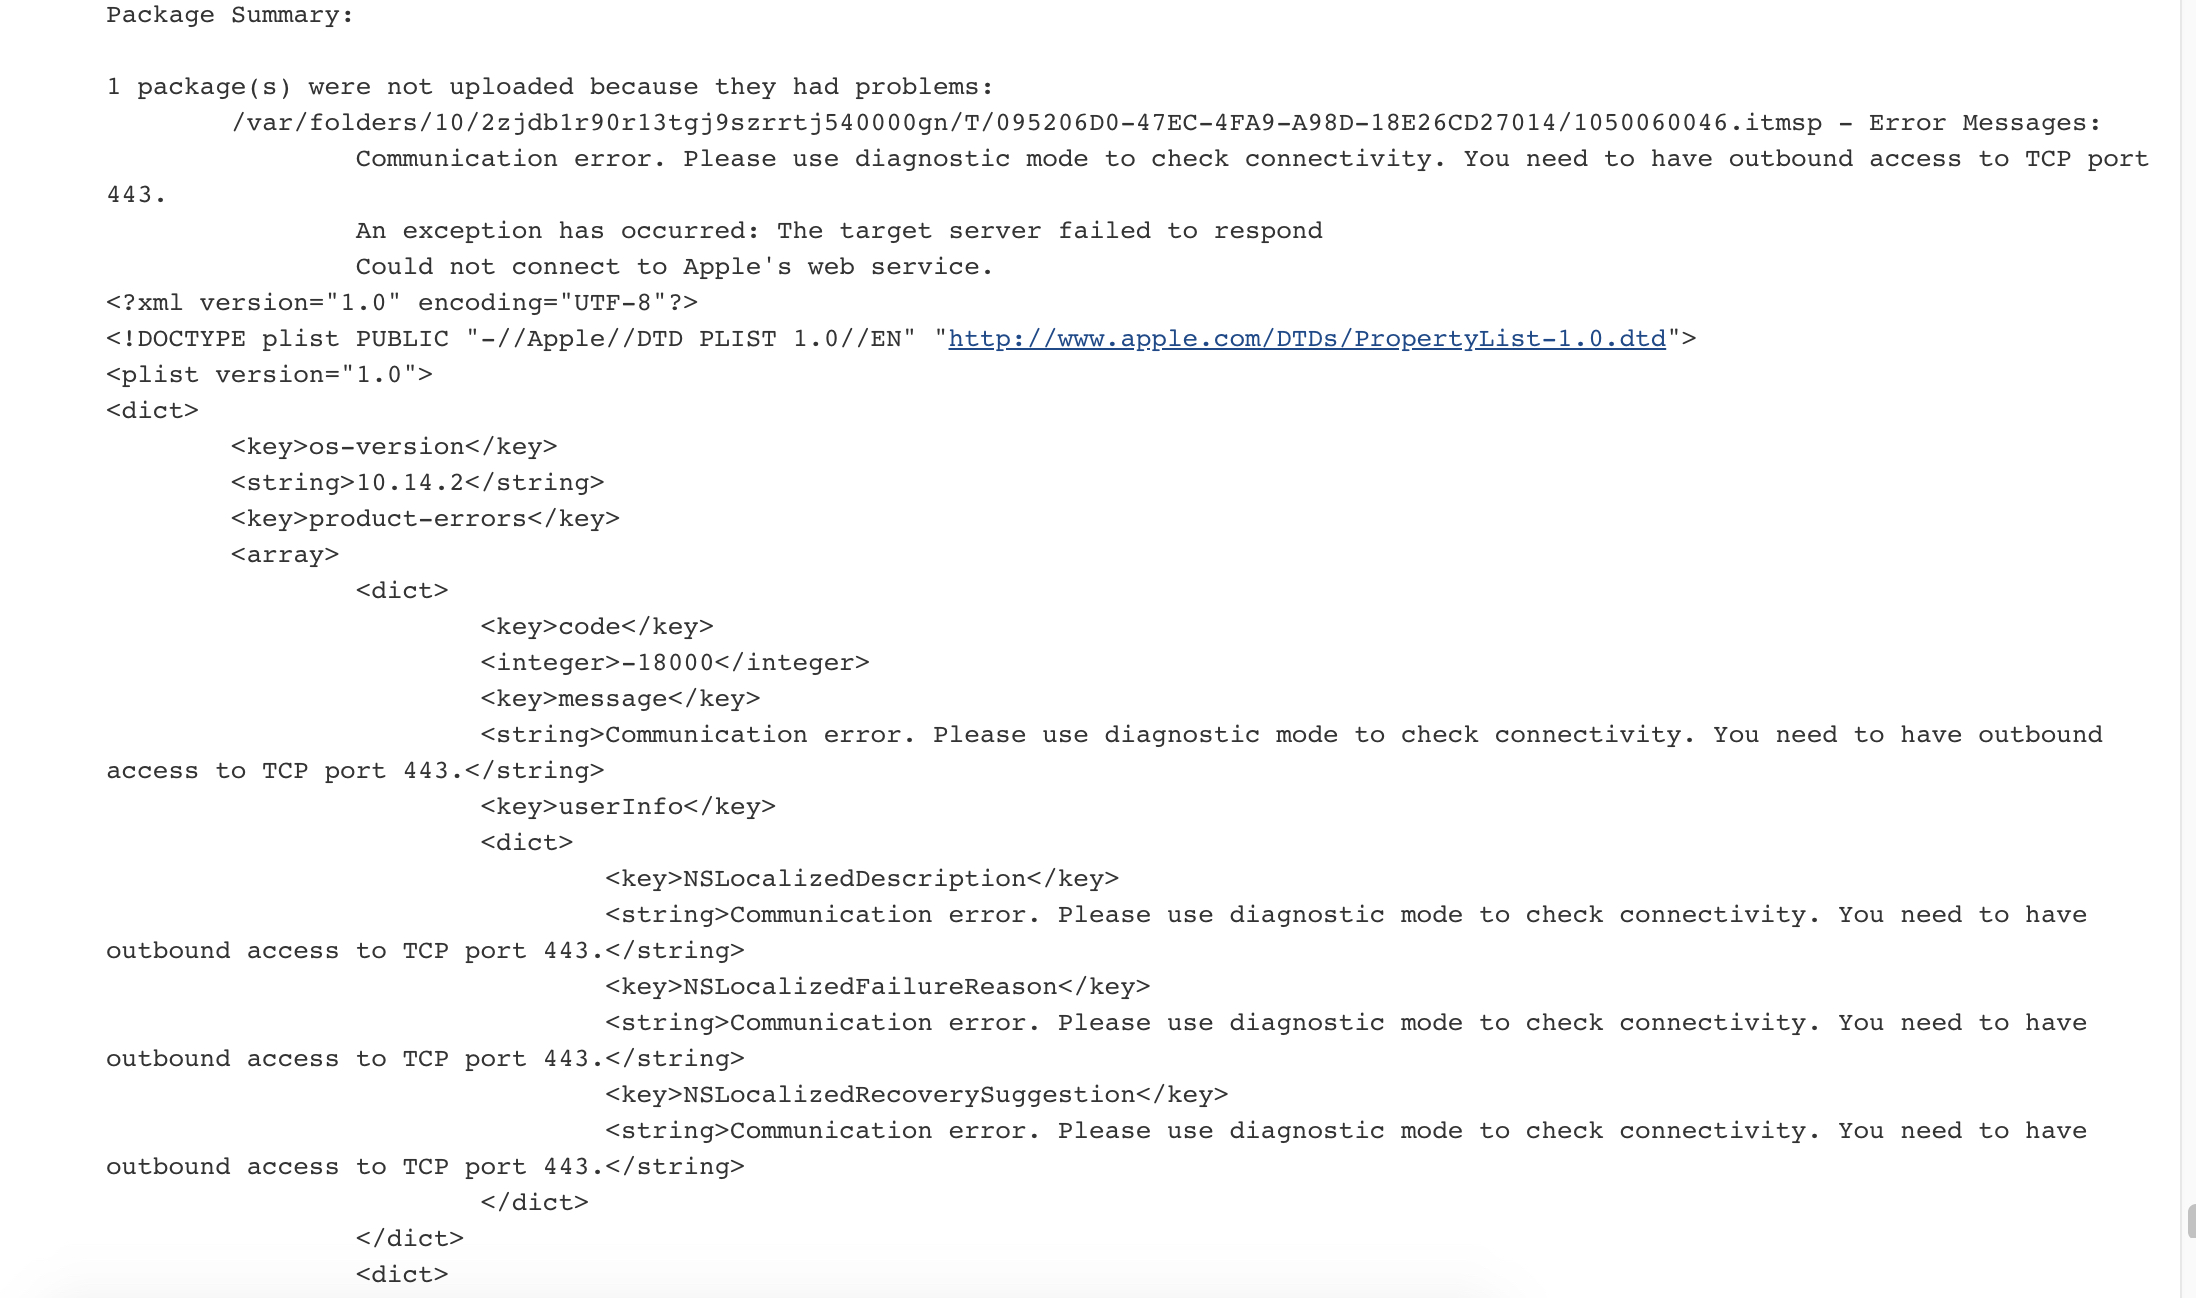 Package Summary:
1 package(s) were not uploaded because they had problems:
/var/folders/10/2zjdb1r90r13tgj9szrrtj540000gn/T/095206D0-47EC-4FA9-A98D-18E26CD27014/1050060046.itmsp - Error Messages:
Communication error. Please use diagnostic mode to check connectivity. You need to have outbound access to TCP port
443.
An exception has occurred: The target server failed to respond
Could not connect to Apple's web service.
<?xml version="1.0" encoding="UTF-8"?>
<!DOCTYPE plist PUBLIC "-//Apple//DTD PLIST 1.0//EN" "http://www.apple.com/DTDs/PropertyList-1.0.dtd">
<plist version="1.0">
<dict>
<key>os-version</key>
<string>10.14.2</string>
<key>product-errors</key>
<array>
<dict>
<key>code</key>
<integer>-18000</integer>
<key>message</key>
<string>Communication error. Please use diagnostic mode to check connectivity. You need to have outbound
access to TCP port 443.</string>
<key>userInfo</key>
<dict>
<key>NSLocalizedDescription</key>
<string>Communication error. Please use diagnostic mode to check connectivity. You need to have
outbound access to TCP port 443.</string>
<key>NSLocalizedFailureReason</key>
<string>Communication error. Please use diagnostic mode to check connectivity. You need to have
outbound access to TCP port 443.</string>
<key>NSLocalizedRecoverySuggestion</key>
<string>Communication error. Please use diagnostic mode to check connectivity. You need to have
outbound access to TCP port 443.</string>
</dict>
</dict>
<dict>